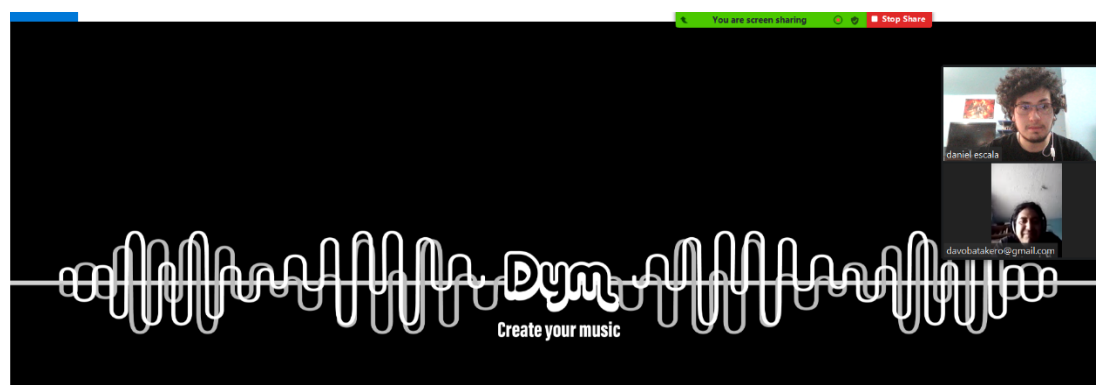 You are screen sharing
Stop Share
daniel escala
davobatakero@gmail.com
Dym
Create your music